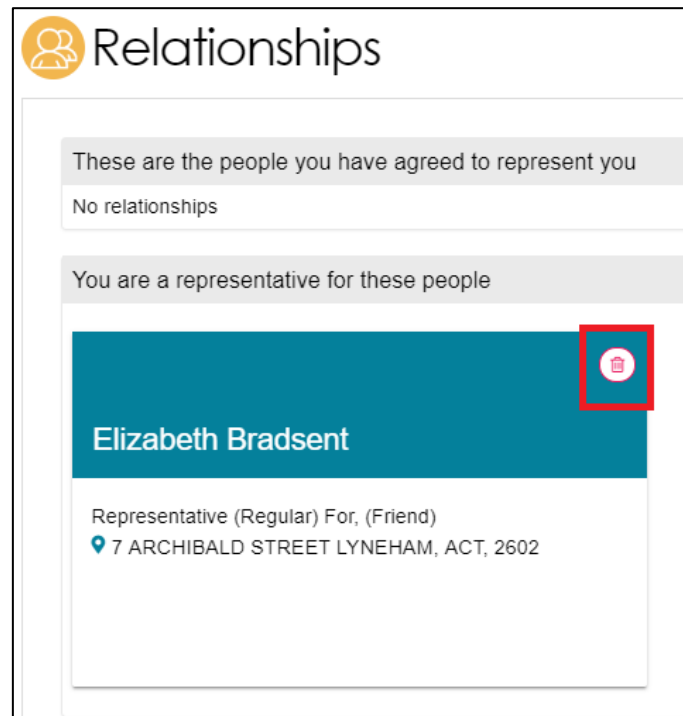 Relationships
These are the people you have agreed to represent you
No relationships
You are a representative for these people
Elizabeth Bradsent
Representative (Regular) For, (Friend)
7 ARCHIBALD STREET LYNEHAM, ACT, 2602